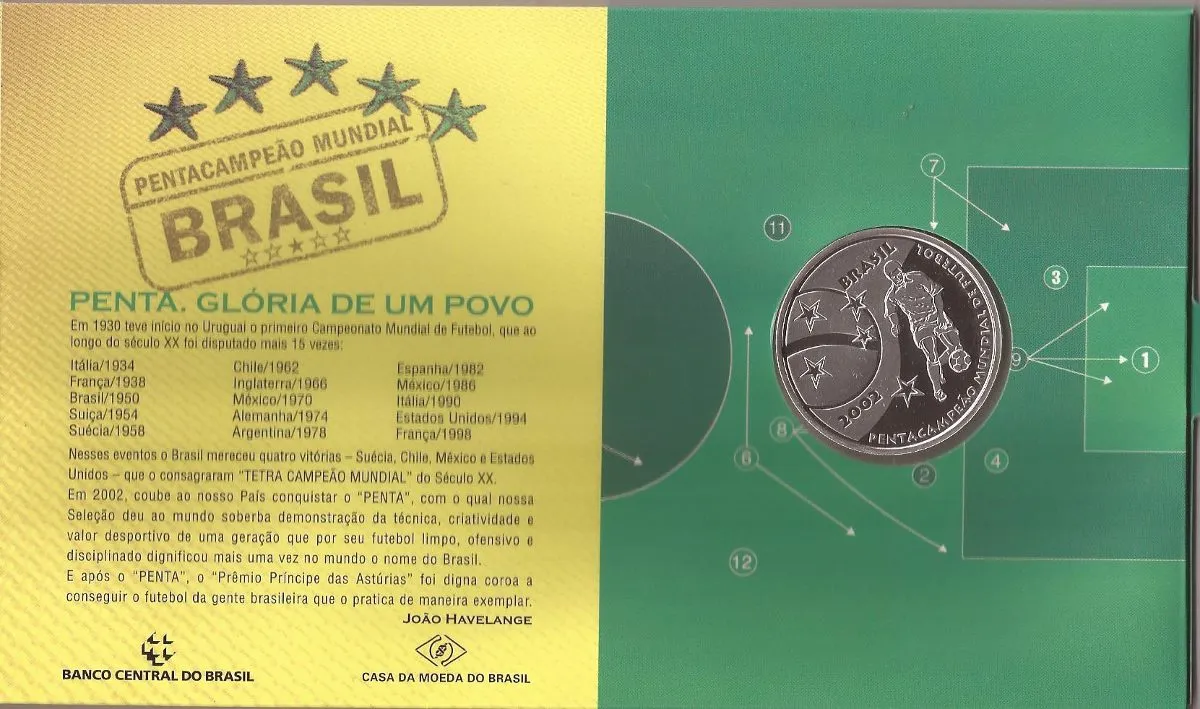 PENTACAMPEÃO MUNDIAL
BRASIL
PENTA. GLÓRIA DE UM POVO
Em 1930 teve início no Uruguai o primeiro Campeonato Mundial de Futebol, que ao
longo do século XX foi disputado mais 15 vezes:
Itália/1934
França/1938
Brasil/1950
Suiça/1954
Suécia/1958
Chile/1962
Inglaterra/1966
México/1970
Alemanha/1974
Argentina/1978
Espanha/1982
México/1986
Itália/1990
Estados Unidos/1994
França/1998
Nesses eventos o Brasil mereceu quatro vitórias – Suécia, Chile, México e Estados
Unidos – que o consagraram "TETRA CAMPEÃO MUNDIAL" do Século XX.
Em 2002, coube ao nosso País conquistar o "PENTA", com o qual nossa
Seleção deu ao mundo soberba demonstração da técnica, criatividade e
valor desportivo de uma geração que por seu futebol limpo, ofensivo e
disciplinado dignificou mais uma vez no mundo o nome do Brasil.
E após o "PENTA", o "Prêmio Príncipe das Astúrias" foi digna coroa a
conseguir o futebol da gente brasileira que o pratica de maneira exemplar.
JOÃO HAVELANGE
BANCO CENTRAL DO BRASIL
CASA DA MOEDA DO BRASIL
7
11
3
9
1
8
6
4
2
12
BRASIL
2002
PENTACAMPEÃO MUNDIAL DE FUTEBOL